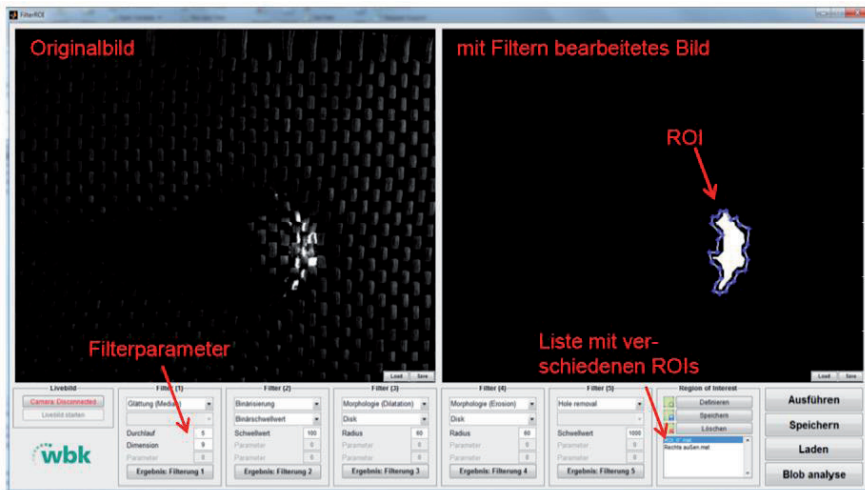 FilterROI
Originalbild
mit Filtern bearbeitetes Bild
ROI
Filterparameter
Liste mit ver-
schiedenen ROIs
Load Save
Load Save
Livebild
Camera Disconnected
Livebild starten
wbk
Filter (1)
Glättung (Median)
Durchlauf 5
Dimension 9
Parameter 0
Ergebnis: Filterung 1
Filter (2)
Binärisierung
Binärschwellwert
Schwellwert 100
Parameter 0
Parameter 0
Ergebnis: Filterung 2
Filter (3)
Morphologie (Dilatation)
Disk
Radius 60
Parameter 0
Parameter 0
Ergebnis: Filterung 3
Filter (4)
Morphologie (Erosion)
Disk
Radius 60
Parameter 0
Parameter 0
Ergebnis: Filterung 4
Filter (5)
Hole removal
Schwellwert 1000
Parameter 0
Parameter 0
Ergebnis: Filterung 5
Region of Interest
Definieren
Speichern
Löschen
Rechts außen.mat
Ausführen
Speichern
Laden
Blob analyse